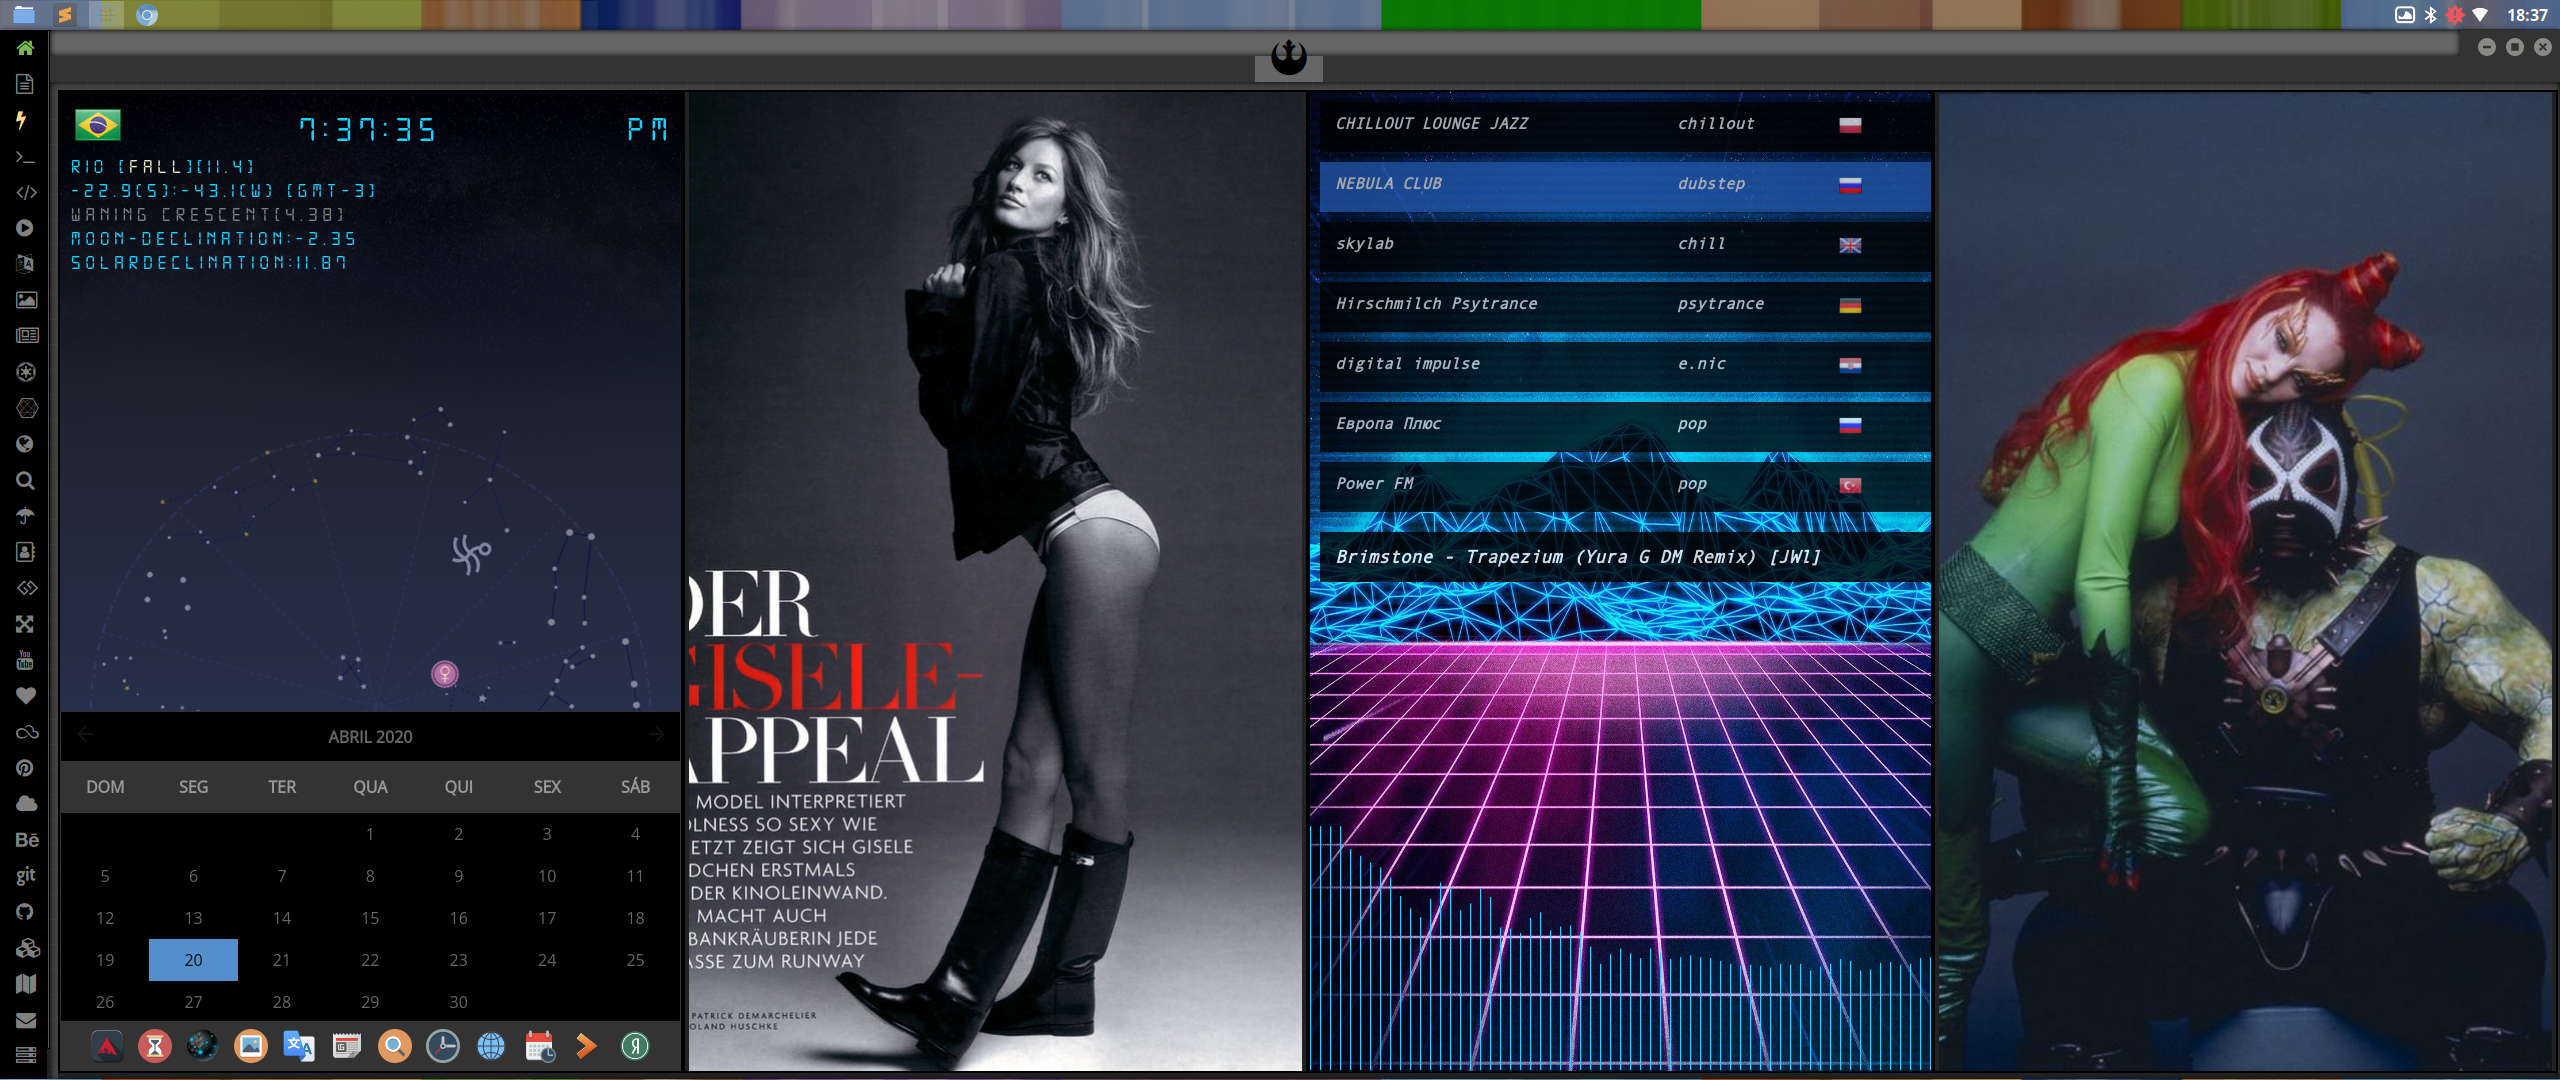 18:37
7:37:35 PM
RIO [FALL][11.4]
-22.9(S):-43.1(W) [GMT-3]
WANING CRESCENT[4.38]
MOON-DECLINATION:-2.35
SOLARDECLINATION:11.87
ABRIL 2020
DOM SEG TER QUA QUI SEX SÁB
1 2 3 4
5 6 7 8 9 10 11
12 13 14 15 16 17 18
19 20 21 22 23 24 25
26 27 28 29 30
You
Tube
Bē
git
DER
GISELE-
APPEAL
MODEL INTERPRETIERT
LNESS SO SEXY WIE
ETZT ZEIGT SICH GISELE
DCHEN ERSTMALS
DER KINOLEINWAND.
MACHT AUCH
BANKRÄUBERIN JEDE
ASSE ZUM RUNWAY
PATRICK DEMARCHELIER
OLAND HUSCHKE
CHILLOUT LOUNGE JAZZ chillout
NEBULA CLUB dubstep
skylab chill
Hirschmilch Psytrance psytrance
digital impulse e.nic
Европа Плюс pop
Power FM pop
Brimstone - Trapezium (Yura G DM Remix) [JWl]